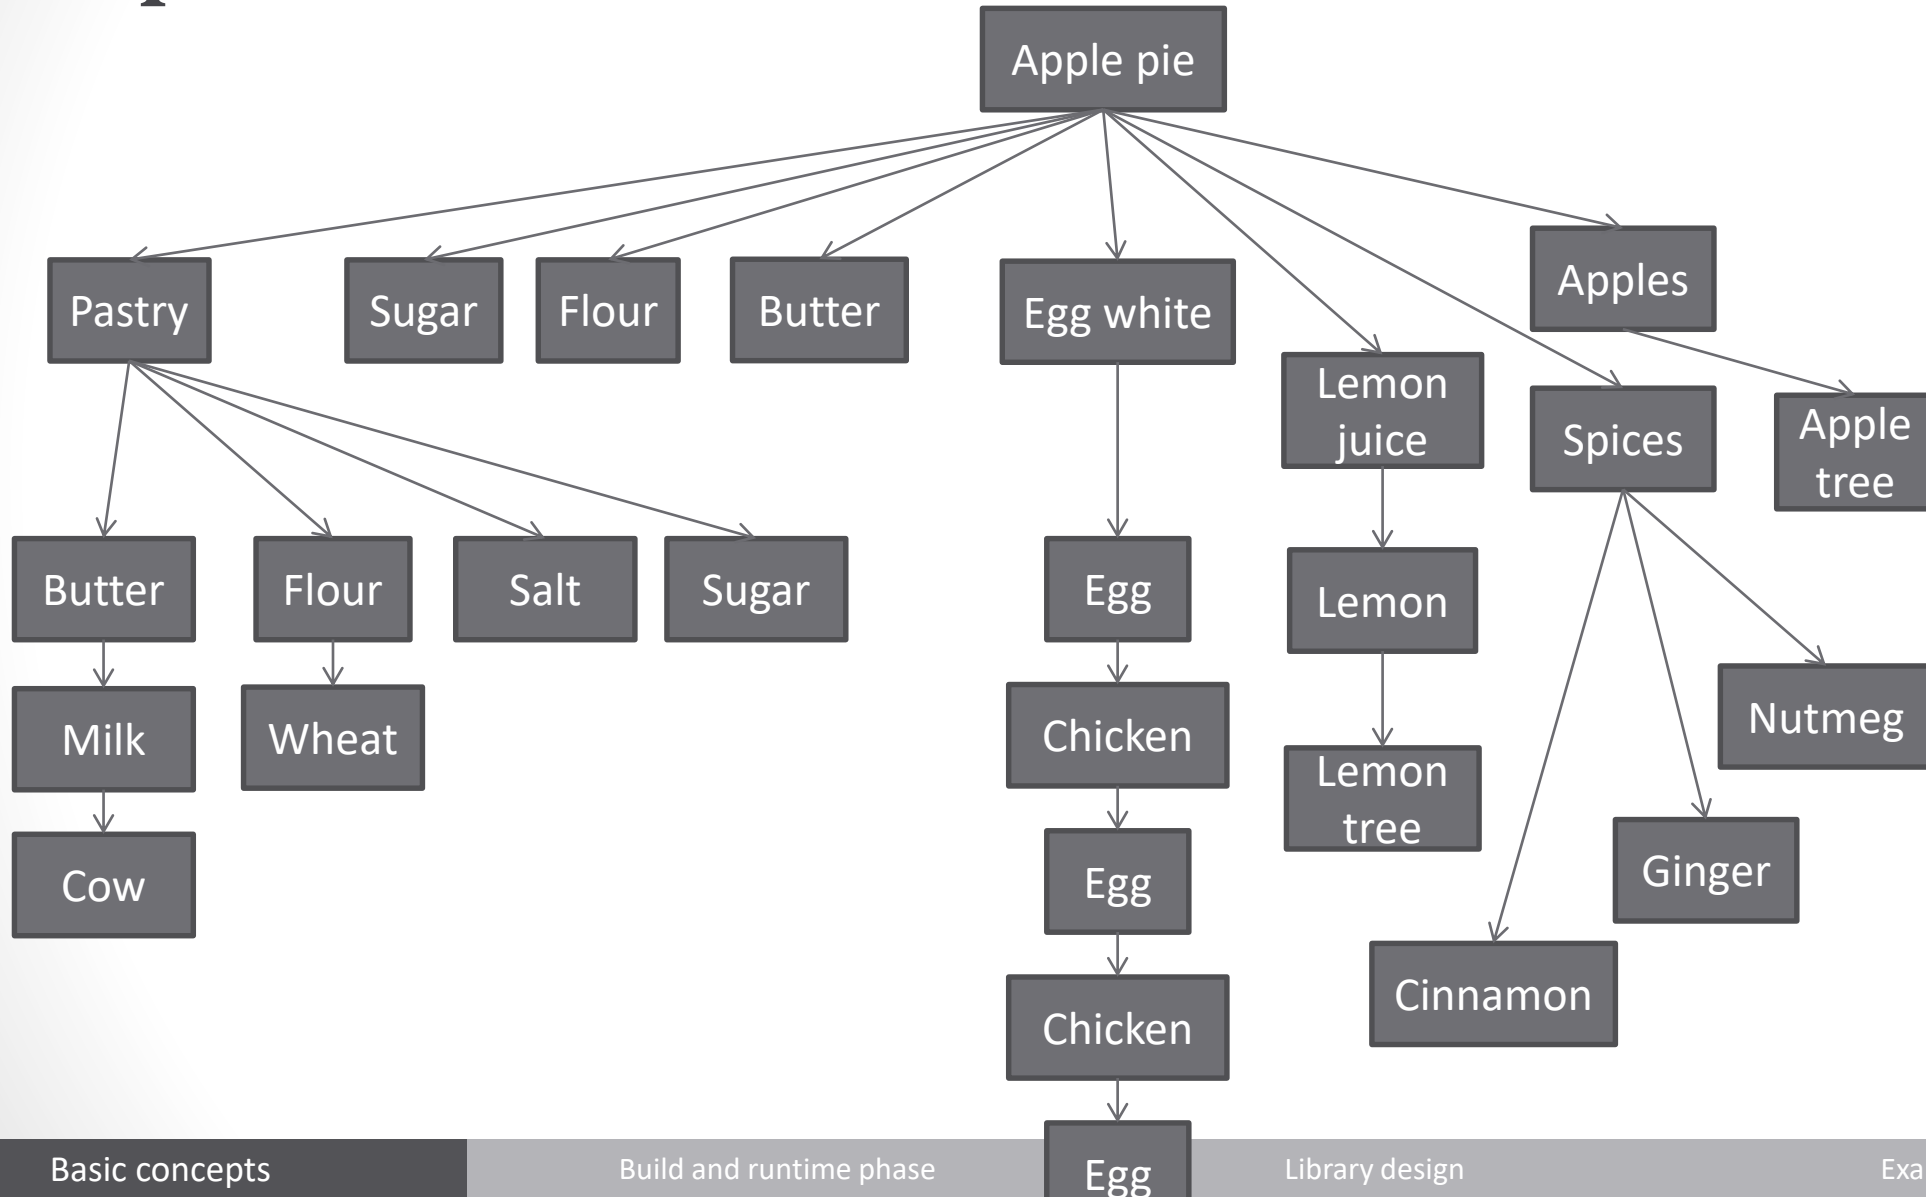 Apple pie
Apples
Pastry
Sugar
Flour
Butter
Egg white
Lemon
juice
Spices
Apple
tree
Butter
Flour
Salt
Sugar
Egg
Lemon
Milk
Wheat
Chicken
Nutmeg
Lemon
tree
Cow
Egg
Ginger
Cinnamon
Chicken
Egg
Basic concepts
Build and runtime phase
Library design